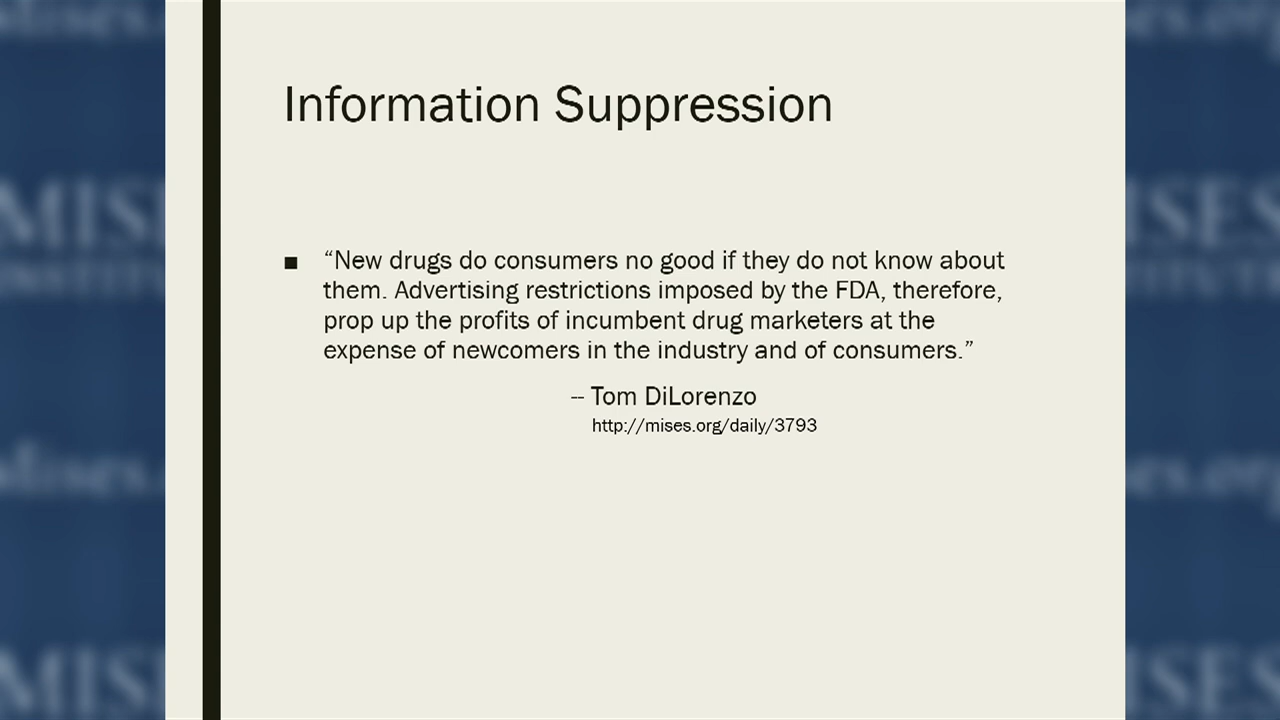 Information Suppression
■ “New drugs do consumers no good if they do not know about
them. Advertising restrictions imposed by the FDA, therefore,
prop up the profits of incumbent drug marketers at the
expense of newcomers in the industry and of consumers.”
-- Tom DiLorenzo
http://mises.org/daily/3793